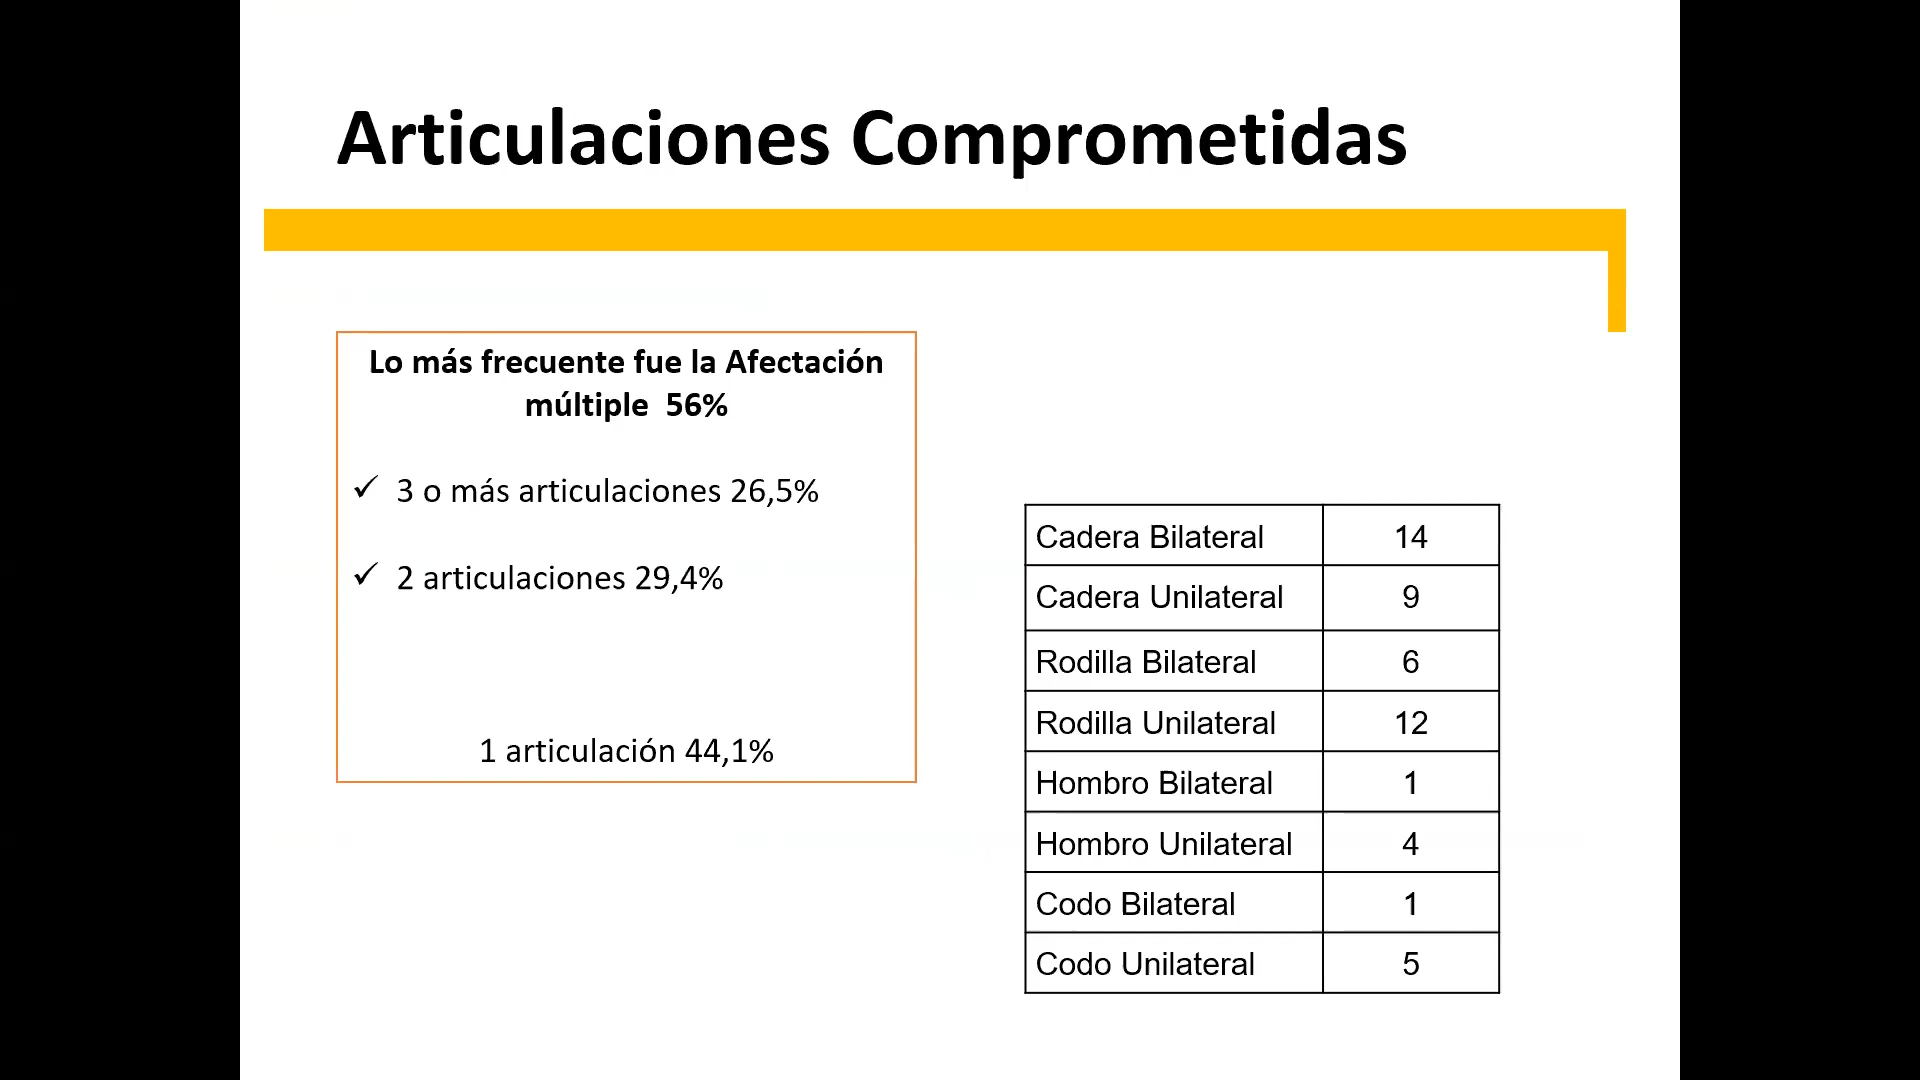 Articulaciones Comprometidas
Lo más frecuente fue la Afectación
múltiple 56%
✓ 3 o más articulaciones 26,5%
✓ 2 articulaciones 29,4%
1 articulación 44,1%
Cadera Bilateral 14
Cadera Unilateral 9
Rodilla Bilateral 6
Rodilla Unilateral 12
Hombro Bilateral 1
Hombro Unilateral 4
Codo Bilateral 1
Codo Unilateral 5